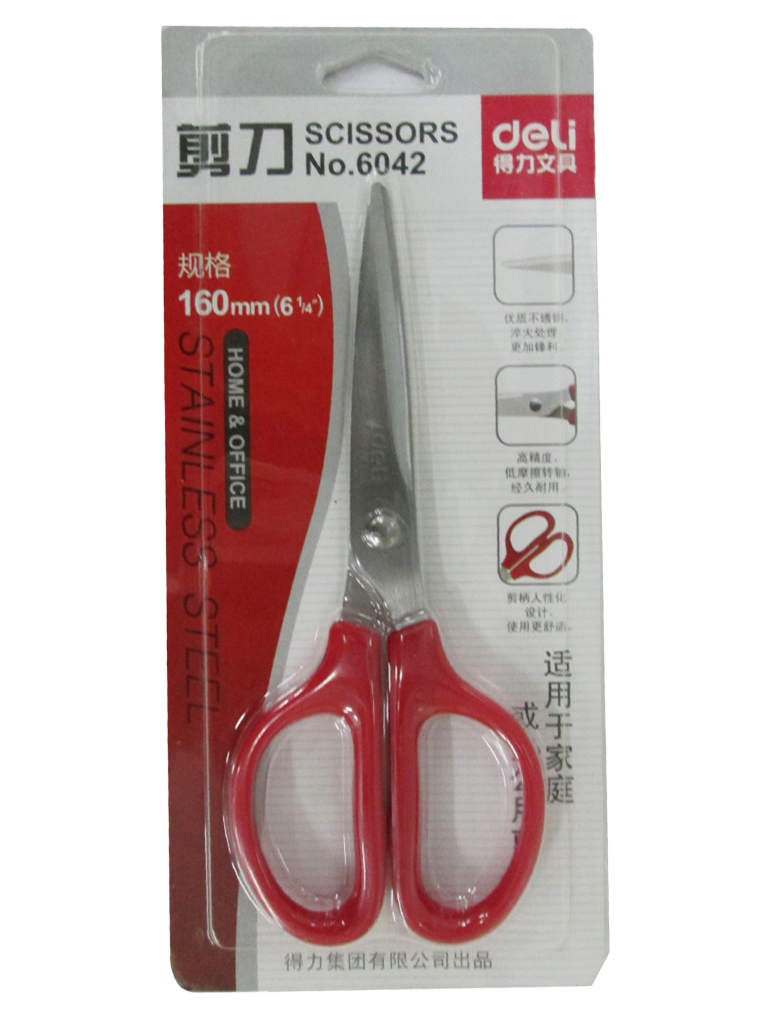 剪刀
SCISSORS
No.6042
deli
得力文具
规格
160mm (6 1/4")
HOME & OFFICE
STAINLESS STEEL
deli
优质不锈钢,
淬火处理,
更加锋利.
高精度,
低摩擦转轴,
经久耐用.
剪柄人性化
设计,
使用更舒适.
适用于家庭
或
得力集团有限公司出品